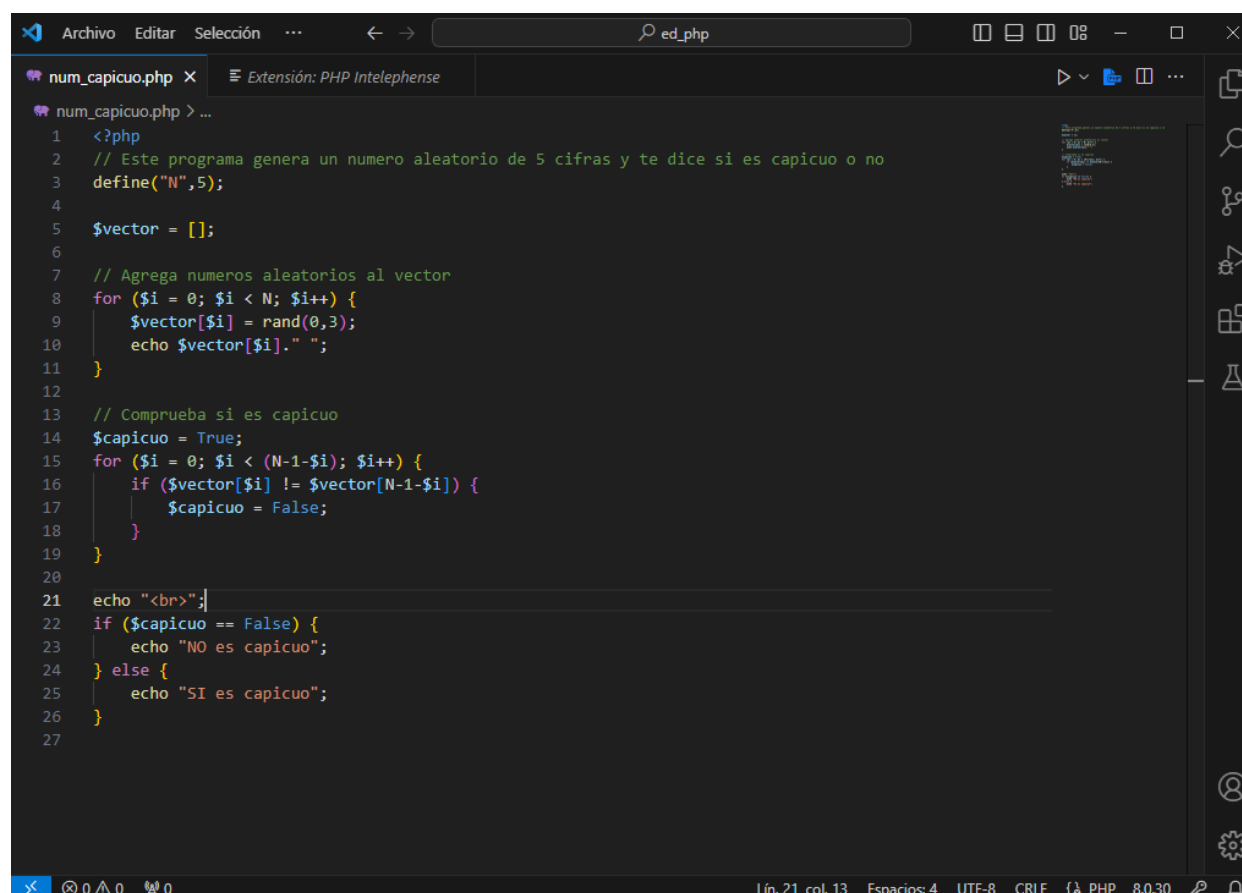 Archivo Editar Selección ··· ← → ed_php
num_capicuo.php × Extensión: PHP Intelephense
num_capicuo.php > ...
1 <?php
2 // Este programa genera un numero aleatorio de 5 cifras y te dice si es capicuo o no
3 define("N",5);
4
5 $vector = [];
6
7 // Agrega numeros aleatorios al vector
8 for ($i = 0; $i < N; $i++) {
9     $vector[$i] = rand(0,3);
10     echo $vector[$i]." ";
11 }
12
13 // Comprueba si es capicuo
14 $capicuo = True;
15 for ($i = 0; $i < (N-1-$i); $i++) {
16     if ($vector[$i] != $vector[N-1-$i]) {
17         $capicuo = False;
18     }
19 }
20
21 echo "<br>";
22 if ($capicuo == False) {
23     echo "NO es capicuo";
24 } else {
25     echo "SI es capicuo";
26 }
27
0 0 0 Lín. 21, col. 13 Espacios: 4 UTF-8 CRLF PHP 8.0.30